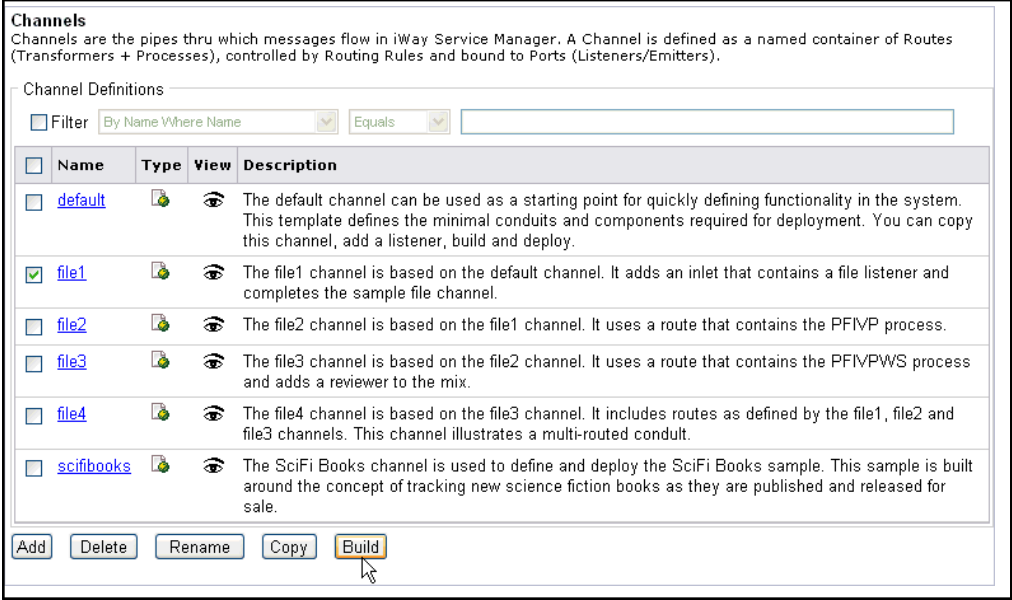 Channels
Channels are the pipes thru which messages flow in iWay Service Manager. A Channel is defined as a named container of Routes
(Transformers + Processes), controlled by Routing Rules and bound to Ports (Listeners/Emitters).
Channel Definitions
Filter By Name Where Name Equals
Name Type View Description
default The default channel can be used as a starting point for quickly defining functionality in the system.
This template defines the minimal conduits and components required for deployment. You can copy
this channel, add a listener, build and deploy.
file1 The file1 channel is based on the default channel. It adds an inlet that contains a file listener and
completes the sample file channel.
file2 The file2 channel is based on the file1 channel. It uses a route that contains the PFIVP process.
file3 The file3 channel is based on the file2 channel. It uses a route that contains the PFIVPWS process
and adds a reviewer to the mix.
file4 The file4 channel is based on the file3 channel. It includes routes as defined by the file1, file2 and
file3 channels. This channel illustrates a multi-routed condult.
scifibooks The SciFi Books channel is used to define and deploy the SciFi Books sample. This sample is built
around the concept of tracking new science fiction books as they are published and released for
sale.
Add Delete Rename Copy Build